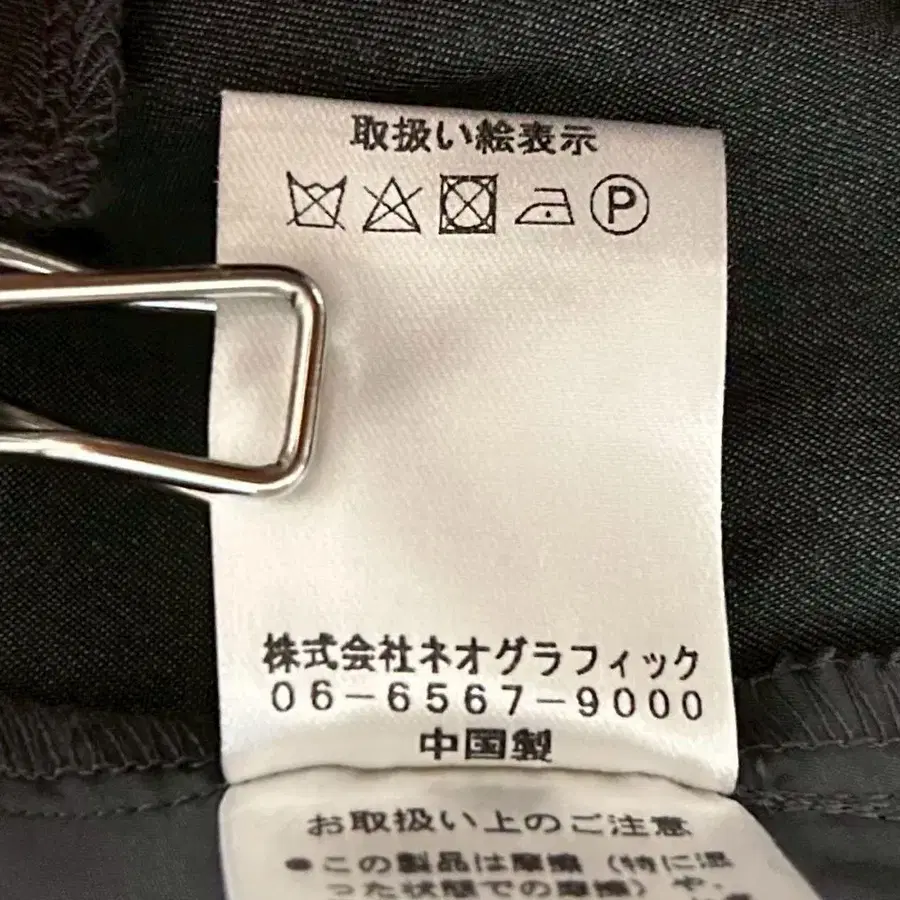 取扱い絵表示
P
株式会社ネオグラフィック
06-6567-9000
中国製
お取扱い上のご注意
●この製品は摩擦（特に湿
った状態での摩擦）や、